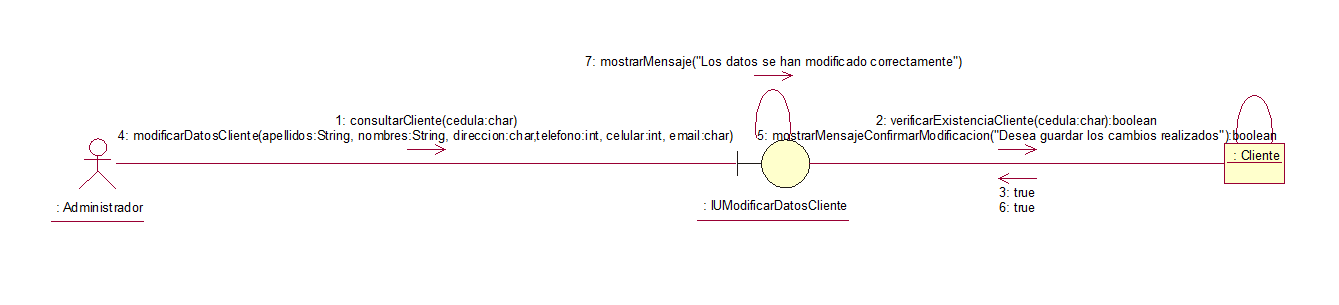 7: mostrarMensaje("Los datos se han modificado correctamente")
1: consultarCliente(cedula:char)
4: modificarDatosCliente(apellidos:String, nombres:String, direccion:char,telefono:int, celular:int, email:char)
2: verificarExistenciaCliente(cedula:char):boolean
5: mostrarMensajeConfirmarModificacion("Desea guardar los cambios realizados"):boolean
: Cliente
3: true
6: true
: Administrador
: IUModificarDatosCliente